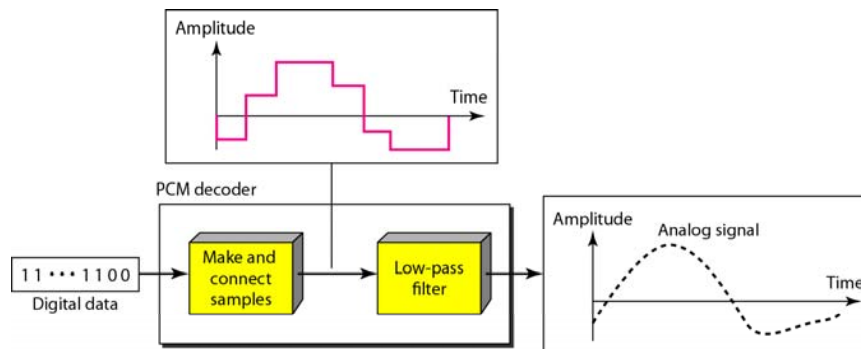 Amplitude
Time
PCM decoder
11 ••• 1100
Digital data
Make and
connect
samples
Low-pass
filter
Amplitude
Analog signal
Time